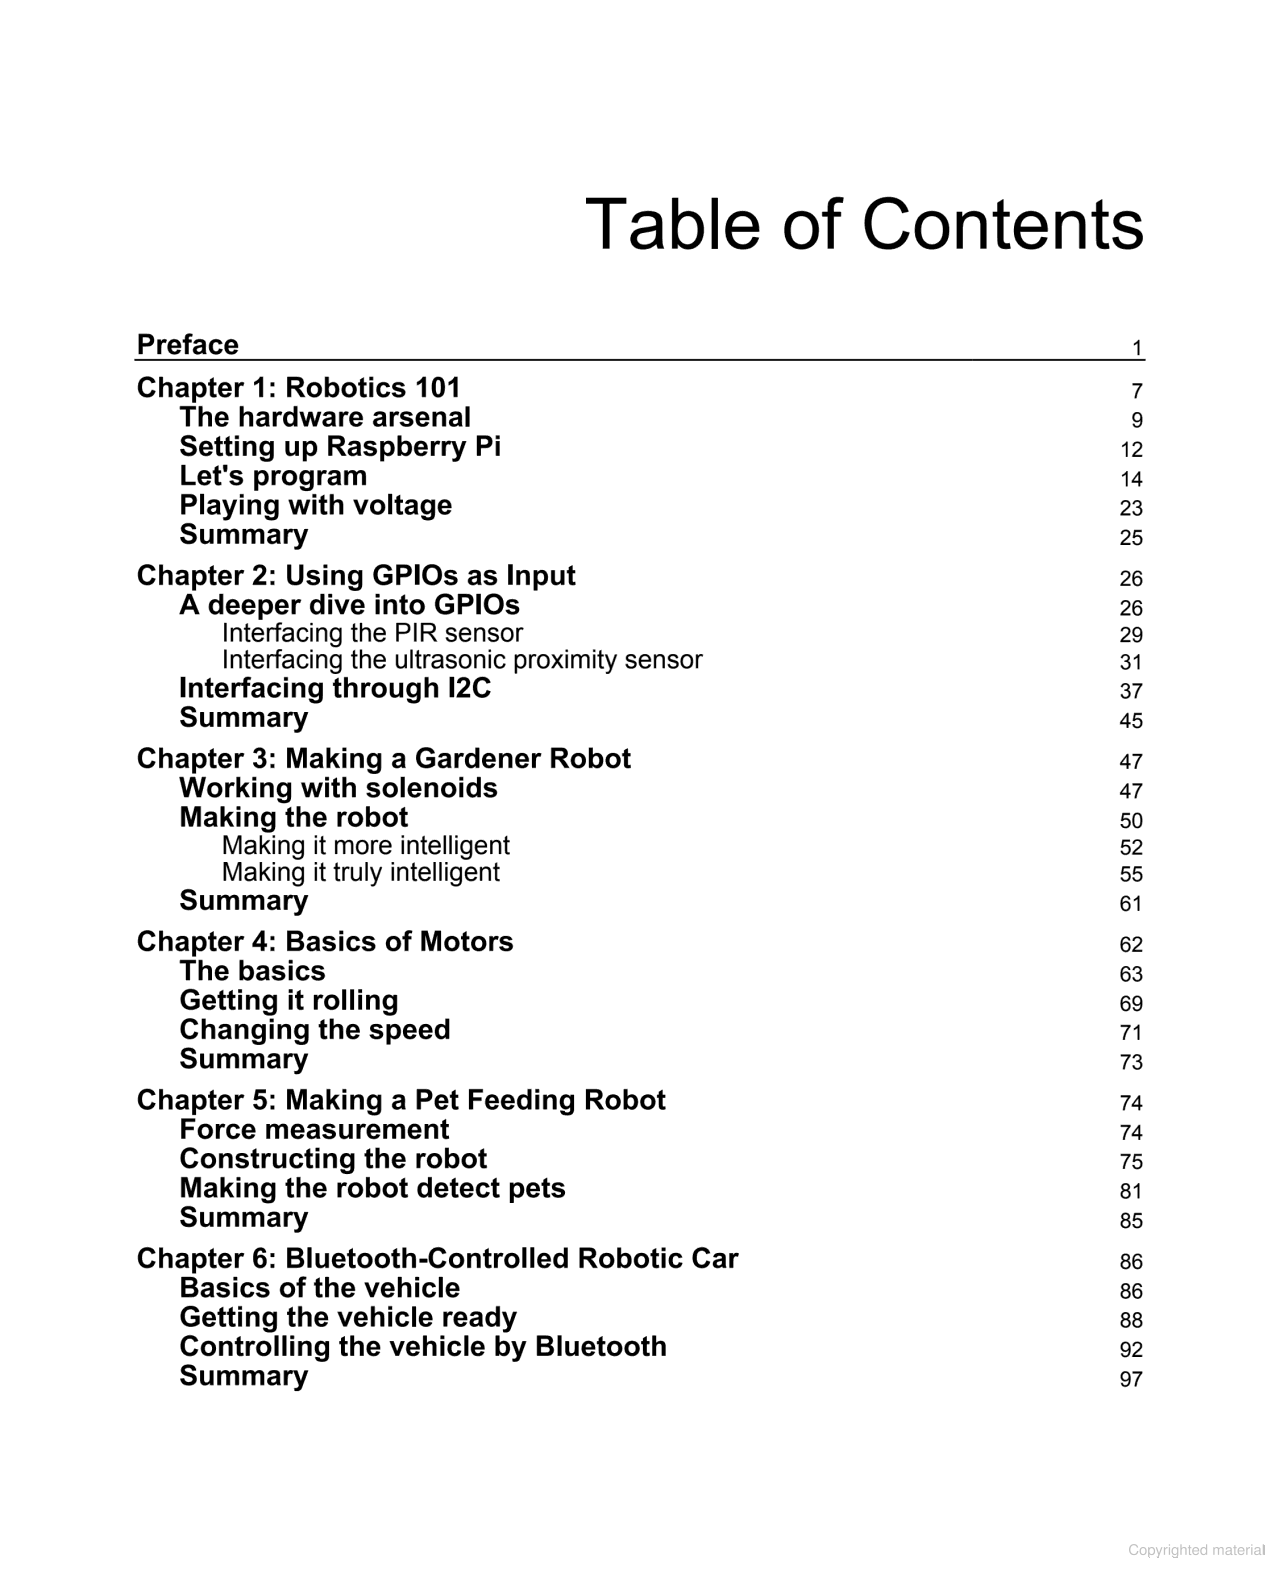 Table of Contents
Preface 1
Chapter 1: Robotics 101 7
The hardware arsenal 9
Setting up Raspberry Pi 12
Let's program 14
Playing with voltage 23
Summary 25
Chapter 2: Using GPIOs as Input 26
A deeper dive into GPIOs 26
Interfacing the PIR sensor 29
Interfacing the ultrasonic proximity sensor 31
Interfacing through I2C 37
Summary 45
Chapter 3: Making a Gardener Robot 47
Working with solenoids 47
Making the robot 50
Making it more intelligent 52
Making it truly intelligent 55
Summary 61
Chapter 4: Basics of Motors 62
The basics 63
Getting it rolling 69
Changing the speed 71
Summary 73
Chapter 5: Making a Pet Feeding Robot 74
Force measurement 74
Constructing the robot 75
Making the robot detect pets 81
Summary 85
Chapter 6: Bluetooth-Controlled Robotic Car 86
Basics of the vehicle 86
Getting the vehicle ready 88
Controlling the vehicle by Bluetooth 92
Summary 97
Copyrighted material